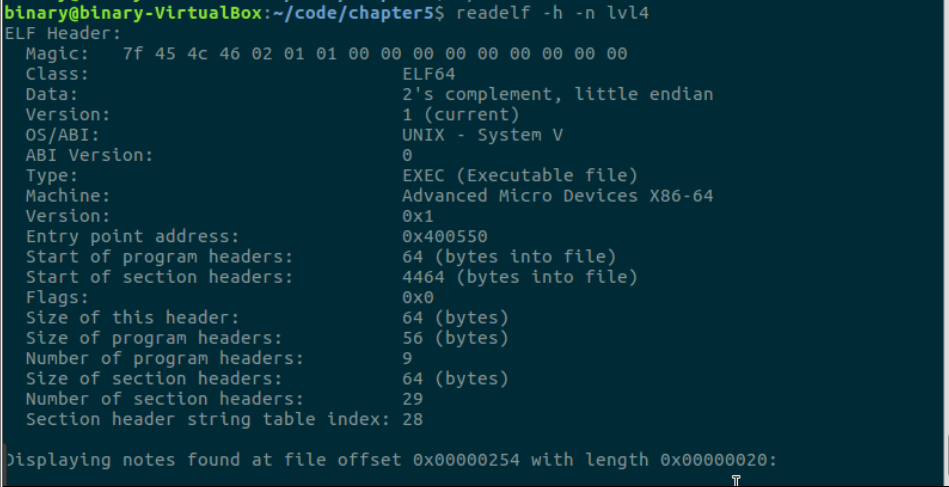 binary@binary-VirtualBox:~/code/chapter5$ readelf -h -n lvl4
ELF Header:
  Magic:   7f 45 4c 46 02 01 01 00 00 00 00 00 00 00 00 00
  Class:                             ELF64
  Data:                              2's complement, little endian
  Version:                           1 (current)
  OS/ABI:                            UNIX - System V
  ABI Version:                       0
  Type:                              EXEC (Executable file)
  Machine:                           Advanced Micro Devices X86-64
  Version:                           0x1
  Entry point address:               0x400550
  Start of program headers:          64 (bytes into file)
  Start of section headers:          4464 (bytes into file)
  Flags:                             0x0
  Size of this header:               64 (bytes)
  Size of program headers:           56 (bytes)
  Number of program headers:         9
  Size of section headers:           64 (bytes)
  Number of section headers:         29
  Section header string table index: 28
Displaying notes found at file offset 0x00000254 with length 0x00000020: